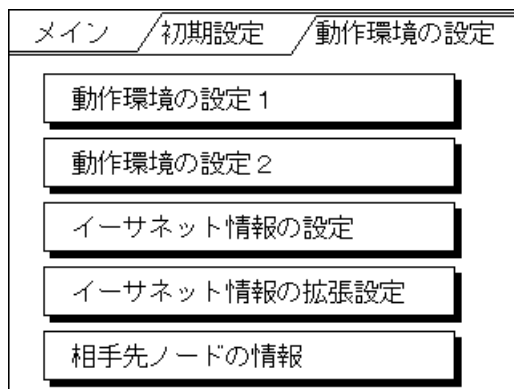 メイン 初期設定 動作環境の設定
動作環境の設定1
動作環境の設定2
イーサネット情報の設定
イーサネット情報の拡張設定
相手先ノードの情報